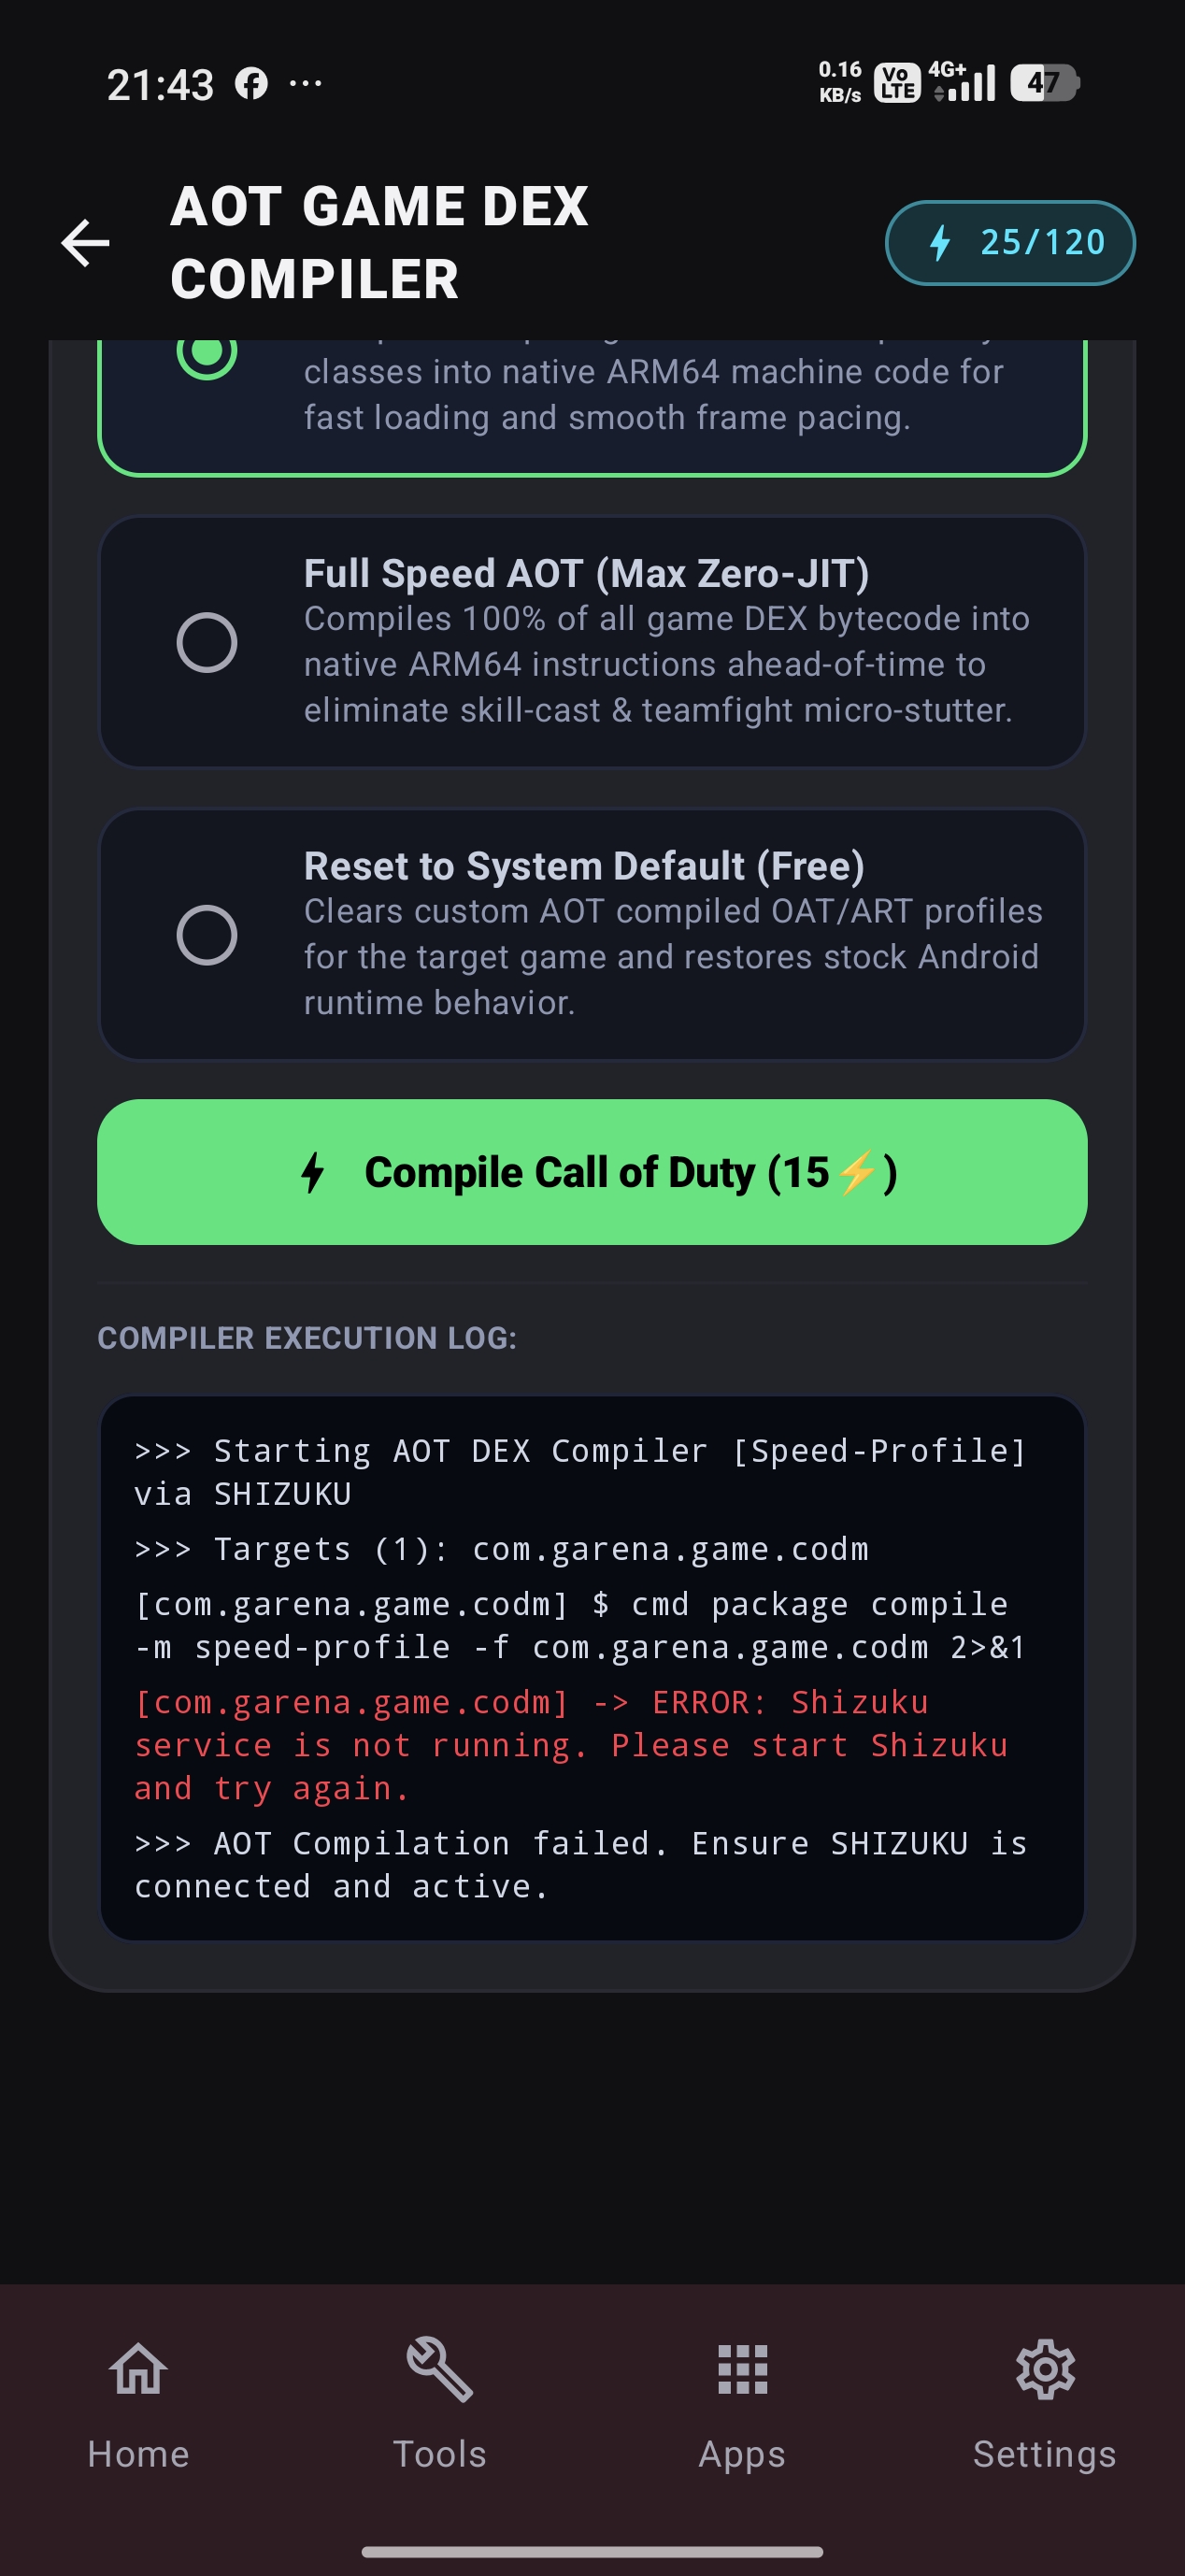 21:43
0.16
KB/s
Vo
LTE
4G+
47
AOT GAME DEX
COMPILER
25/120
classes into native ARM64 machine code for
fast loading and smooth frame pacing.
Full Speed AOT (Max Zero-JIT)
Compiles 100% of all game DEX bytecode into
native ARM64 instructions ahead-of-time to
eliminate skill-cast & teamfight micro-stutter.
Reset to System Default (Free)
Clears custom AOT compiled OAT/ART profiles
for the target game and restores stock Android
runtime behavior.
Compile Call of Duty (15⚡)
COMPILER EXECUTION LOG:
>>> Starting AOT DEX Compiler [Speed-Profile]
via SHIZUKU
>>> Targets (1): com.garena.game.codm
[com.garena.game.codm] $ cmd package compile
-m speed-profile -f com.garena.game.codm 2>&1
[com.garena.game.codm] -> ERROR: Shizuku
service is not running. Please start Shizuku
and try again.
>>> AOT Compilation failed. Ensure SHIZUKU is
connected and active.
Home
Tools
Apps
Settings